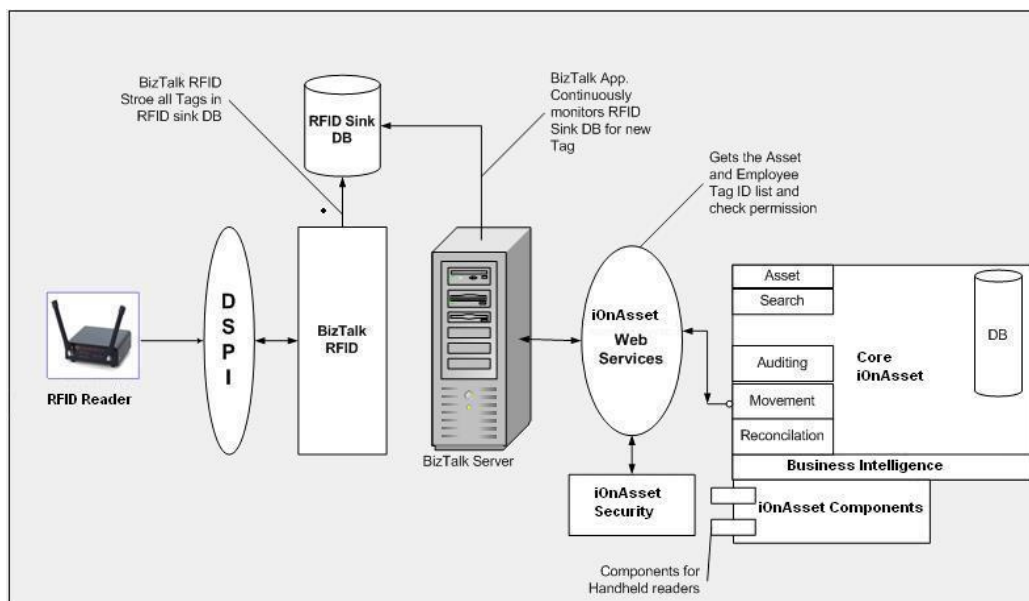 BizTalk RFID
Stroe all Tags in
RFID sink DB
RFID Sink
DB
BizTalk App.
Continuously
monitors RFID
Sink DB for new
Tag
Gets the Asset
and Employee
Tag ID list and
check permission
RFID Reader
DSPI
BizTalk
RFID
BizTalk Server
iOnAsset
Web
Services
iOnAsset
Security
Asset
Search
Auditing
Movement
Reconcilation
Core
iOnAsset
DB
Business Intelligence
iOnAsset Components
Components for
Handheld readers